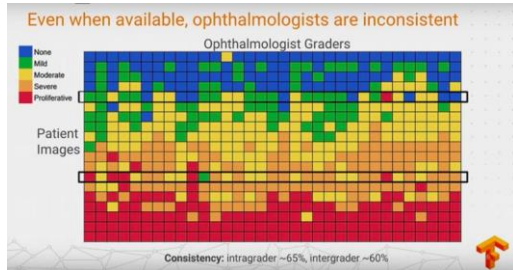 Even when available, ophthalmologists are inconsistent
Ophthalmologist Graders
None
Mild
Moderate
Severe
Proliferative
Patient
Images
Consistency: intragrader ~65%, intergrader ~60%